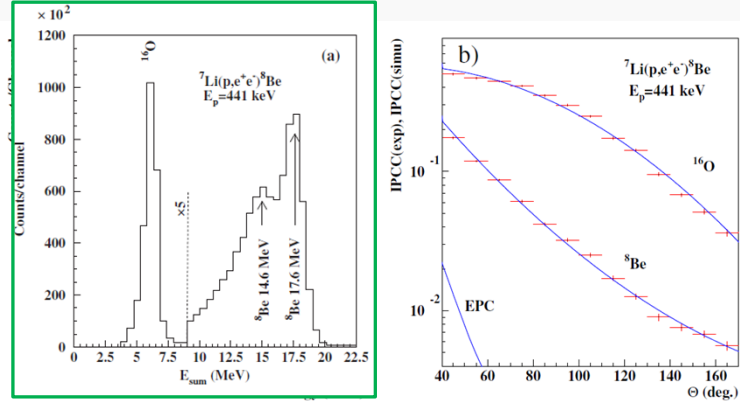 × 10²
1200
1000
800
600
400
200
0
Counts/channel
¹⁶O
(a)
⁷Li(p,e⁺e⁻)⁸Be
Eₚ=441 keV
×5
⁸Be 14.6 MeV
⁸Be 17.6 MeV
0 2.5 5 7.5 10 12.5 15 17.5 20 22.5
E_sum (MeV)
b)
⁷Li(p,e⁺e⁻)⁸Be
Eₚ=441 keV
IPCC(exp), IPCC(simu)
10⁻¹
10⁻²
¹⁶O
⁸Be
EPC
40 60 80 100 120 140 160
Θ (deg.)